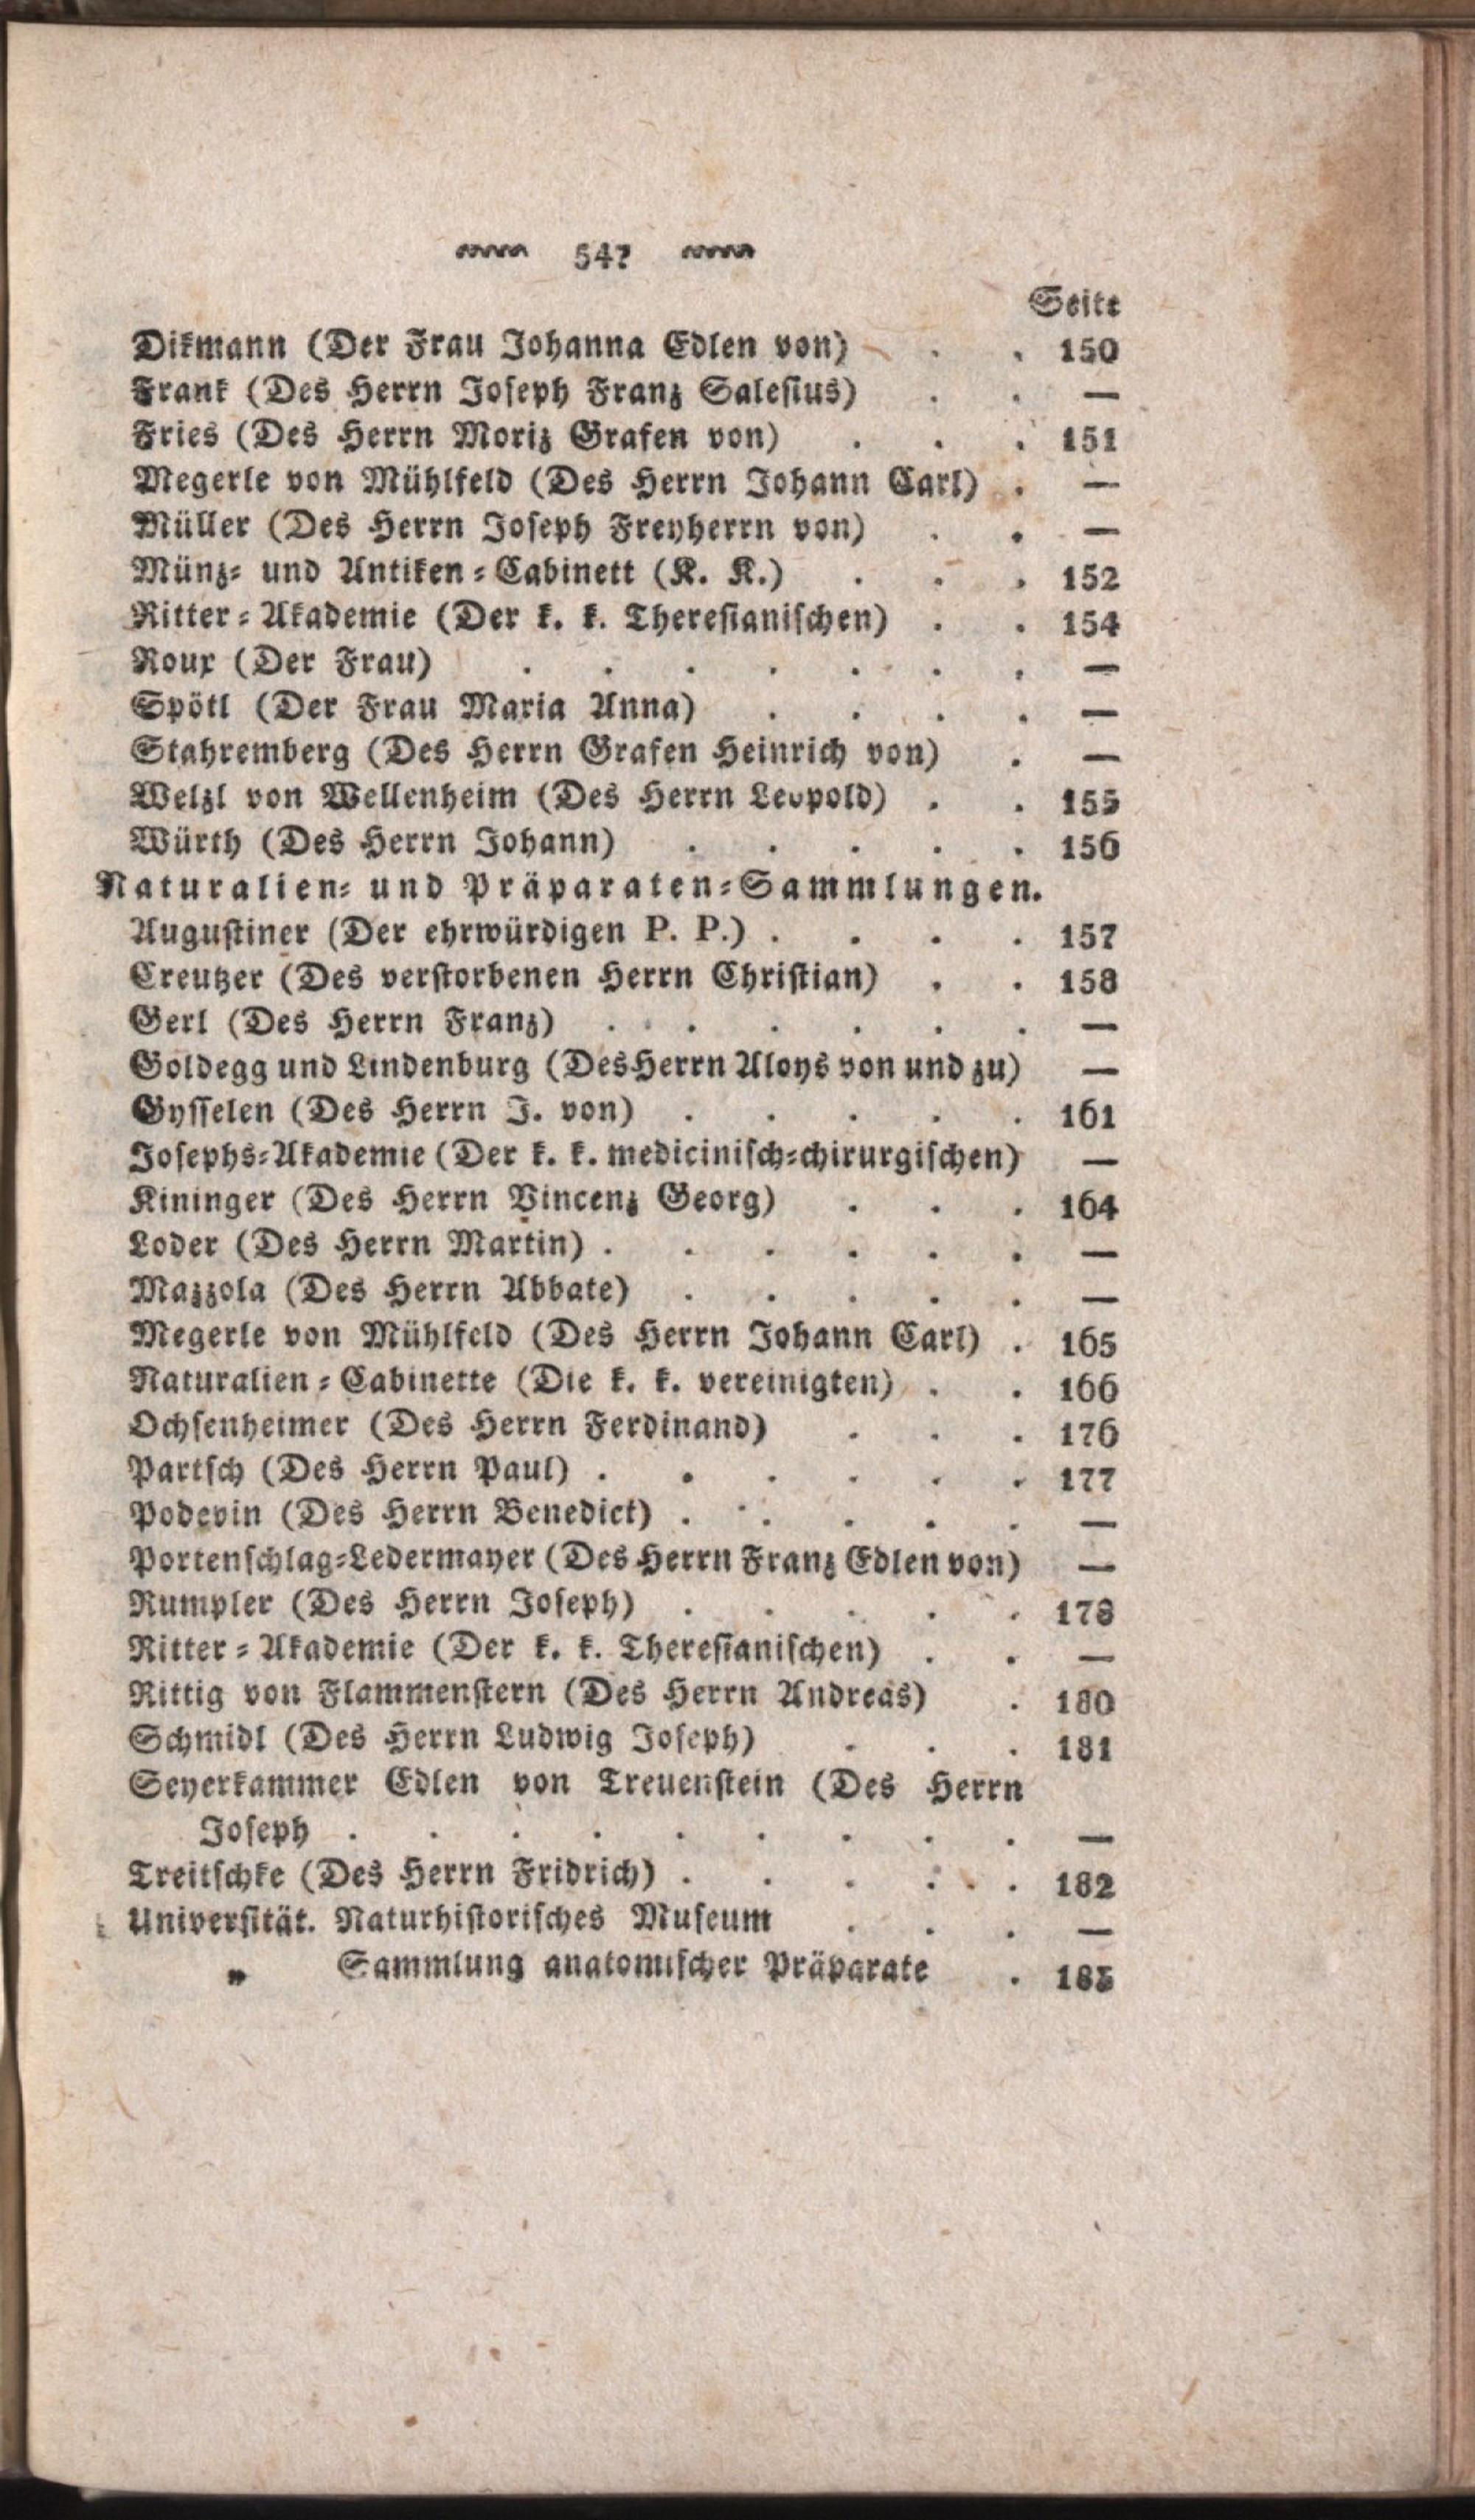 547
Seite
Dikmann (Der Frau Johanna Edlen von) . . 150
Frank (Des Herrn Joseph Franz Salesius) . . —
Fries (Des Herrn Moriz Grafen von) . . . 151
Megerle von Mühlfeld (Des Herrn Johann Carl) . —
Müller (Des Herrn Joseph Freyherrn von) . . —
Münz- und Antiken-Cabinett (K. K.) . . . 152
Ritter-Akademie (Der k. k. Theresianischen) . . 154
Roux (Der Frau) . . . . . . . —
Spötl (Der Frau Maria Anna) . . . . —
Stahremberg (Des Herrn Grafen Heinrich von) . —
Welzl von Wellenheim (Des Herrn Leopold) . . 155
Würth (Des Herrn Johann) . . . . . 156
Naturalien- und Präparaten-Sammlungen.
Augustiner (Der ehrwürdigen P. P.) . . . . 157
Creutzer (Des verstorbenen Herrn Christian) . . 158
Gerl (Des Herrn Franz) . . . . . . —
Goldegg und Lindenburg (Des Herrn Aloys von und zu) —
Gysselen (Des Herrn J. von) . . . . . 161
Josephs-Akademie (Der k. k. medicinisch-chirurgischen) —
Kininger (Des Herrn Vincenz Georg) . . . 164
Loder (Des Herrn Martin) . . . . . . —
Mazzola (Des Herrn Abbate) . . . . . —
Megerle von Mühlfeld (Des Herrn Johann Carl) . 165
Naturalien-Cabinette (Die k. k. vereinigten) . . 166
Ochsenheimer (Des Herrn Ferdinand) . . . 176
Partsch (Des Herrn Paul) . . . . . . 177
Podevin (Des Herrn Benedict) . . . . . —
Portenschlag-Ledermayer (Des Herrn Franz Edlen von) —
Rumpler (Des Herrn Joseph) . . . . . 178
Ritter-Akademie (Der k. k. Theresianischen) . . —
Rittig von Flammenstern (Des Herrn Andreas) . 180
Schmidl (Des Herrn Ludwig Joseph) . . . 181
Seyerkammer Edlen von Treuenstein (Des Herrn
Joseph . . . . . . . . . —
Treitschke (Des Herrn Fridrich) . . . . . 182
Universität. Naturhistorisches Museum . . . —
„ Sammlung anatomischer Präparate .